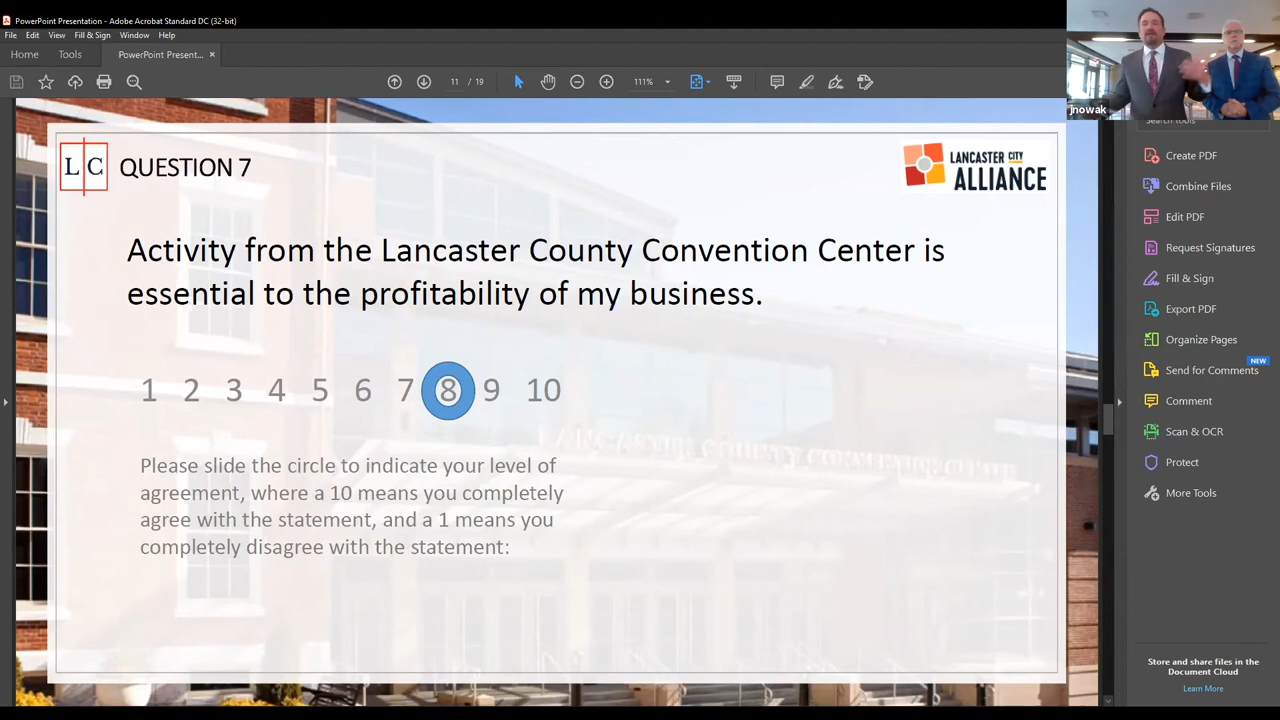 PowerPoint Presentation - Adobe Acrobat Standard DC (32-bit)
File Edit View Fill & Sign Window Help
Home Tools PowerPoint Present... ×
11 / 19 111%
jnowak
Search Tools
Create PDF
Combine Files
Edit PDF
Request Signatures
Fill & Sign
Export PDF
Organize Pages
NEW
Send for Comments
Comment
Scan & OCR
Protect
More Tools
Store and share files in the
Document Cloud
Learn More
LC QUESTION 7
LANCASTER CITY
ALLIANCE
Activity from the Lancaster County Convention Center is
essential to the profitability of my business.
1 2 3 4 5 6 7 8 9 10
LANCASTER COUNTY CONVENTION CENTER
Please slide the circle to indicate your level of
agreement, where a 10 means you completely
agree with the statement, and a 1 means you
completely disagree with the statement: